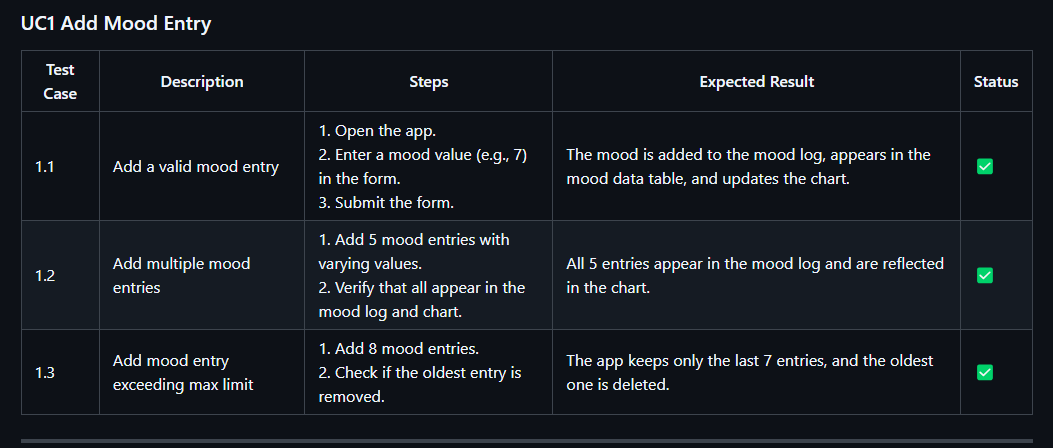 UC1 Add Mood Entry
Test
Case
Description
Steps
Expected Result
Status
1.1
Add a valid mood entry
1. Open the app.
2. Enter a mood value (e.g., 7)
in the form.
3. Submit the form.
The mood is added to the mood log, appears in the
mood data table, and updates the chart.
✅
1.2
Add multiple mood
entries
1. Add 5 mood entries with
varying values.
2. Verify that all appear in the
mood log and chart.
All 5 entries appear in the mood log and are reflected
in the chart.
✅
1.3
Add mood entry
exceeding max limit
1. Add 8 mood entries.
2. Check if the oldest entry is
removed.
The app keeps only the last 7 entries, and the oldest
one is deleted.
✅